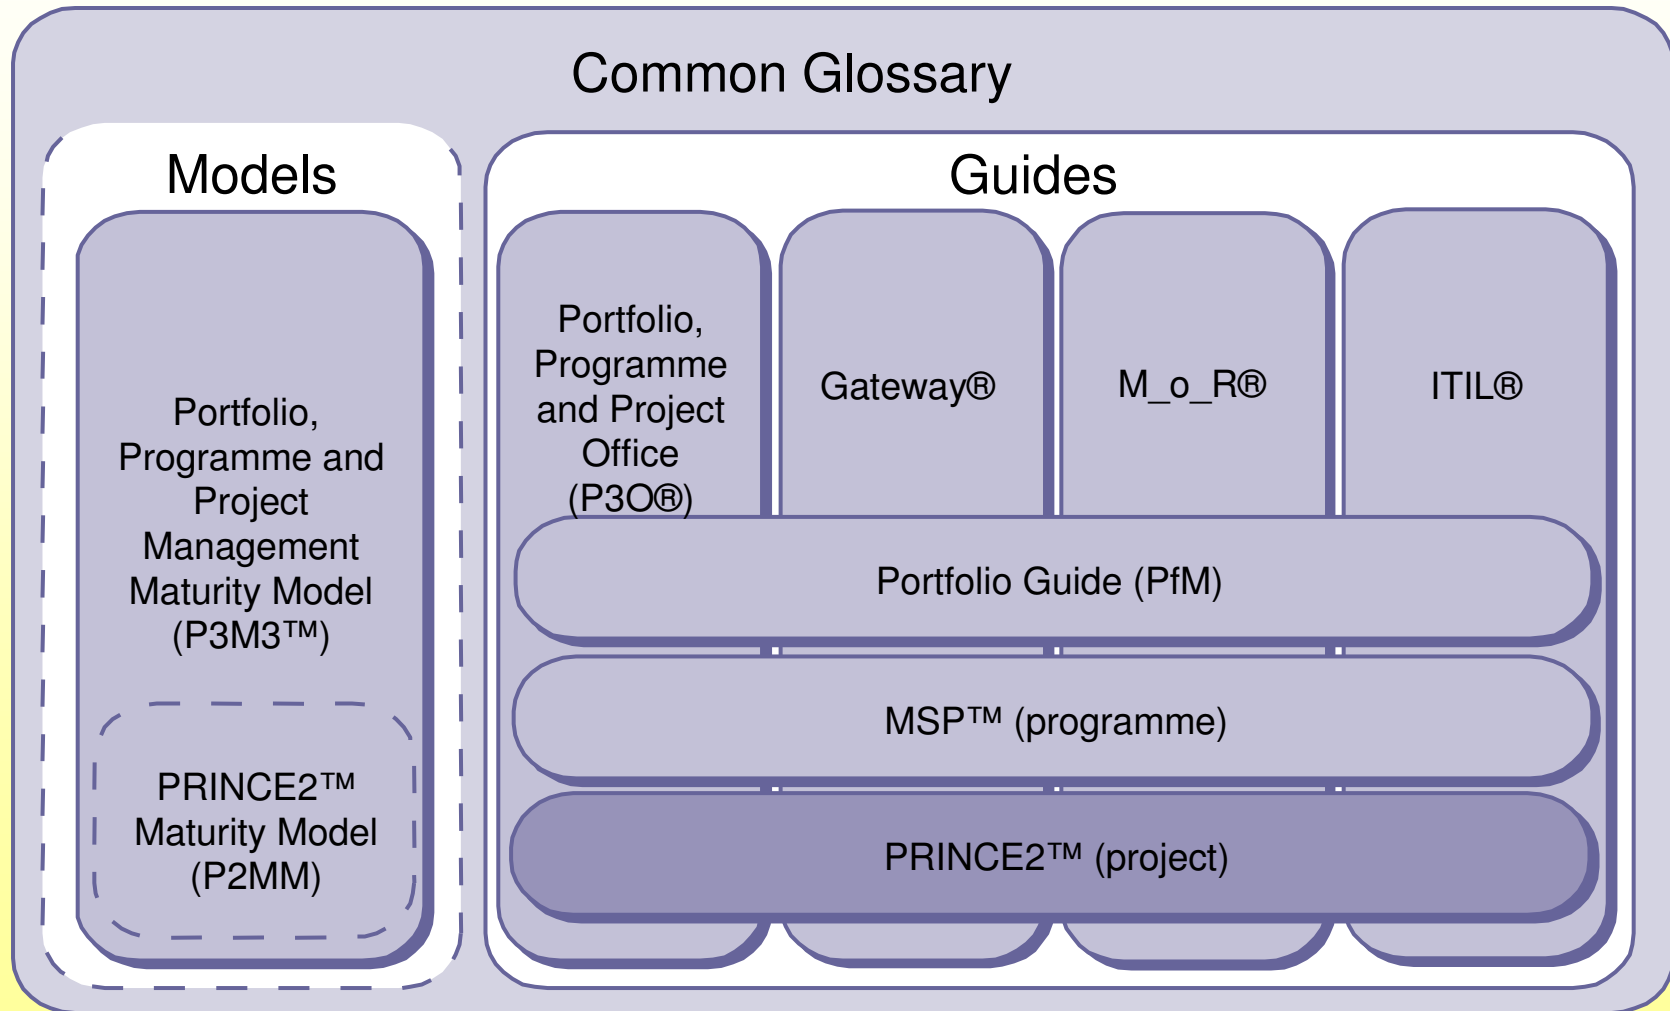 Common Glossary
Models
Portfolio,
Programme and
Project
Management
Maturity Model
(P3M3™)
PRINCE2™
Maturity Model
(P2MM)
Guides
Portfolio,
Programme
and Project
Office
(P3O®)
Gateway®
M_o_R®
ITIL®
Portfolio Guide (PfM)
MSP™ (programme)
PRINCE2™ (project)